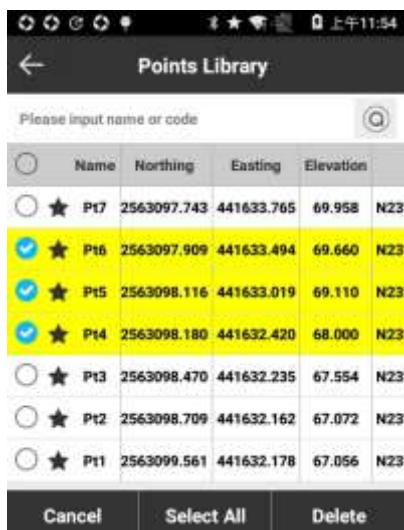 上午11:54
Points Library
Please input name or code
Name Northing Easting Elevation
Pt7 2563097.743 441633.765 69.958 N23
Pt6 2563097.909 441633.494 69.660 N23
Pt5 2563098.116 441633.019 69.110 N23
Pt4 2563098.180 441632.420 68.000 N23
Pt3 2563098.470 441632.235 67.554 N23
Pt2 2563098.709 441632.162 67.072 N23
Pt1 2563099.561 441632.178 67.056 N23
Cancel Select All Delete